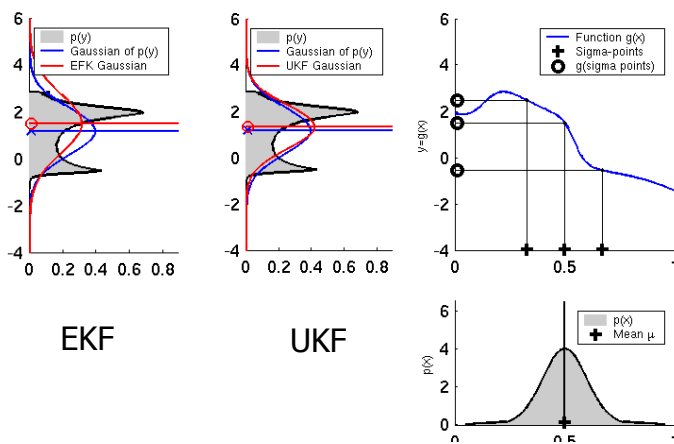 p(y)
Gaussian of p(y)
EFK Gaussian
6
4
2
0
-2
-4
0 0.2 0.4 0.6 0.8
EKF
p(y)
Gaussian of p(y)
UKF Gaussian
6
4
2
0
-2
-4
0 0.2 0.4 0.6 0.8
UKF
Function g(x)
Sigma-points
g(sigma points)
y=g(x)
6
4
2
0
-2
-4
0 0.5
p(x)
Mean μ
p(x)
6
4
2
0
0 0.5